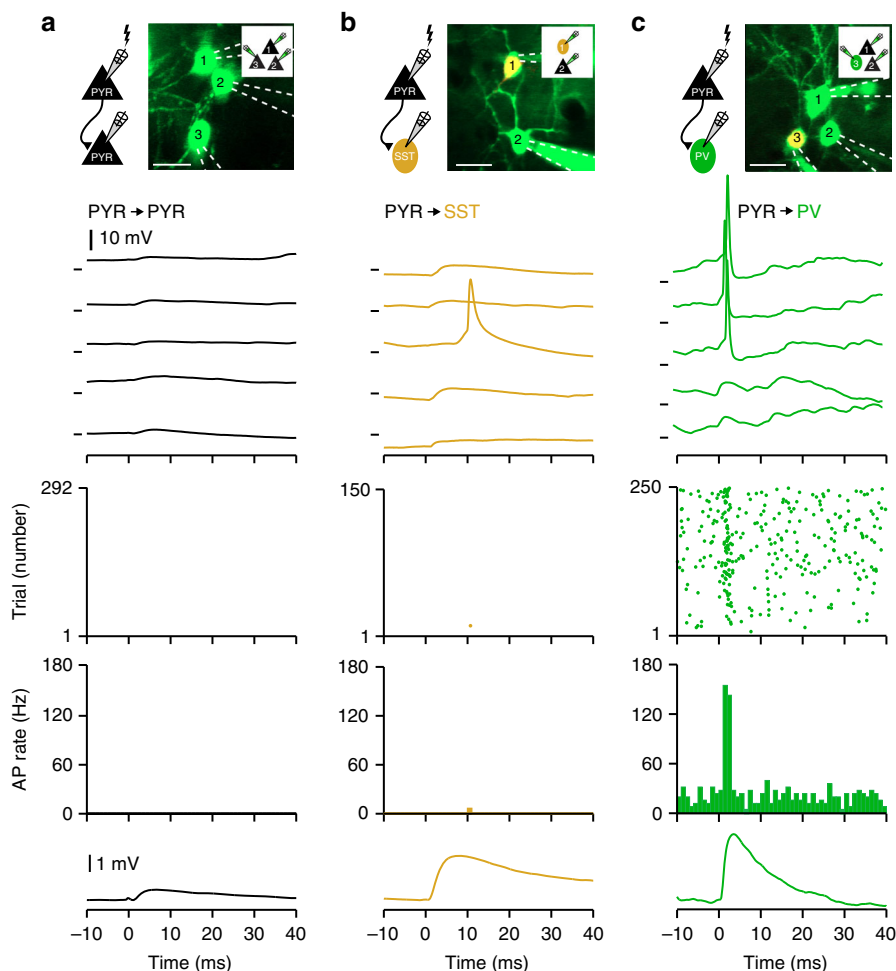 a
PYR
PYR
1
2
3
1
3
2
PYR → PYR
10 mV
292
Trial (number)
1
180
120
60
0
AP rate (Hz)
1 mV
–10 0 10 20 30 40
Time (ms)
b
PYR
SST
1
2
1
2
PYR → SST
150
1
180
120
60
0
–10 0 10 20 30 40
Time (ms)
c
PYR
PV
1
3
2
1
3
2
PYR → PV
250
1
180
120
60
0
–10 0 10 20 30 40
Time (ms)